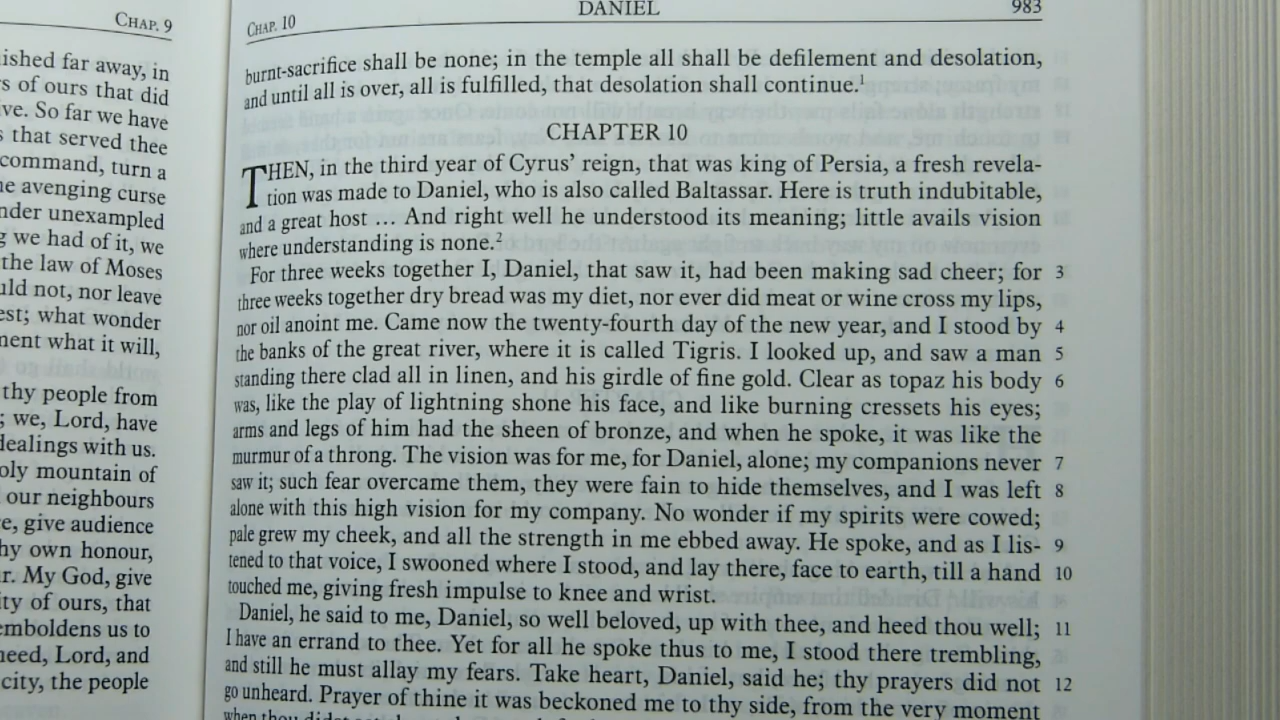 CHAP. 9
ished far away, in
rs of ours that did
ve. So far we have
s that served thee
command, turn a
e avenging curse
nder unexampled
g we had of it, we
the law of Moses
uld not, nor leave
est; what wonder
ment what it will,
thy people from
; we, Lord, have
dealings with us.
oly mountain of
our neighbours
e, give audience
hy own honour,
r. My God, give
ity of ours, that
emboldens us to
heed, Lord, and
city, the people
CHAP. 10 DANIEL 983
burnt-sacrifice shall be none; in the temple all shall be defilement and desolation,
and until all is over, all is fulfilled, that desolation shall continue.¹
CHAPTER 10
THEN, in the third year of Cyrus’ reign, that was king of Persia, a fresh revela-
tion was made to Daniel, who is also called Baltassar. Here is truth indubitable,
and a great host ... And right well he understood its meaning; little avails vision
where understanding is none.²
For three weeks together I, Daniel, that saw it, had been making sad cheer; for 3
three weeks together dry bread was my diet, nor ever did meat or wine cross my lips,
nor oil anoint me. Came now the twenty-fourth day of the new year, and I stood by 4
the banks of the great river, where it is called Tigris. I looked up, and saw a man 5
standing there clad all in linen, and his girdle of fine gold. Clear as topaz his body 6
was, like the play of lightning shone his face, and like burning cressets his eyes;
arms and legs of him had the sheen of bronze, and when he spoke, it was like the
murmur of a throng. The vision was for me, for Daniel, alone; my companions never 7
saw it; such fear overcame them, they were fain to hide themselves, and I was left 8
alone with this high vision for my company. No wonder if my spirits were cowed;
pale grew my cheek, and all the strength in me ebbed away. He spoke, and as I lis- 9
tened to that voice, I swooned where I stood, and lay there, face to earth, till a hand 10
touched me, giving fresh impulse to knee and wrist.
Daniel, he said to me, Daniel, so well beloved, up with thee, and heed thou well; 11
I have an errand to thee. Yet for all he spoke thus to me, I stood there trembling,
and still he must allay my fears. Take heart, Daniel, said he; thy prayers did not 12
go unheard. Prayer of thine it was beckoned me to thy side, from the very moment
when thou didst